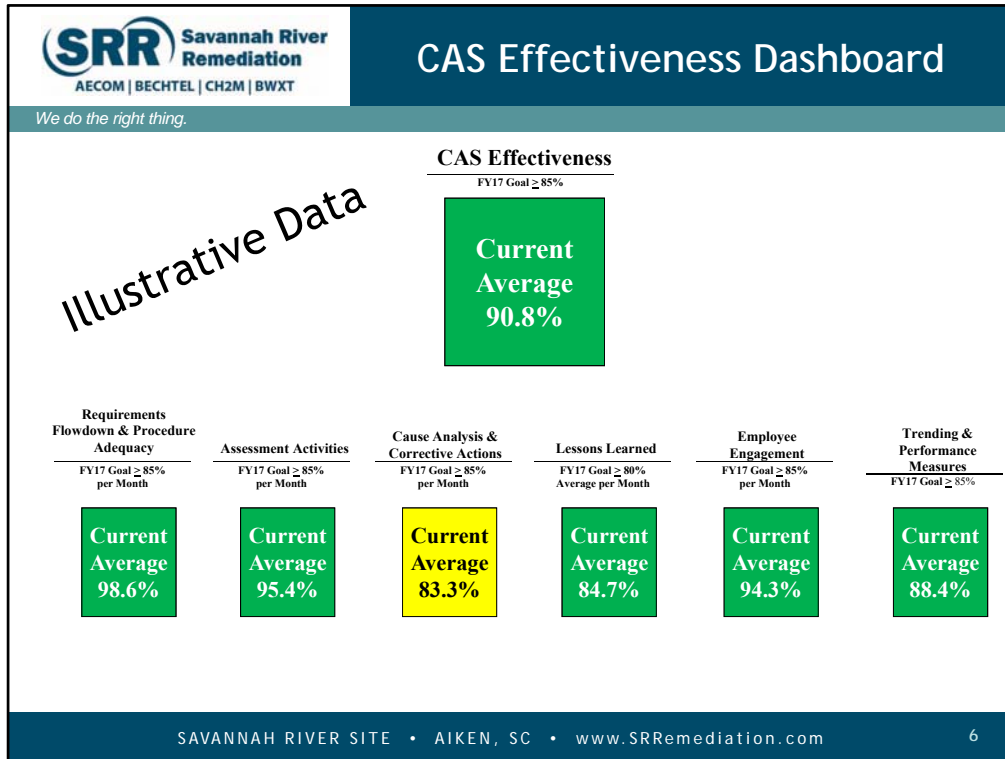 SRR Savannah River
Remediation
AECOM | BECHTEL | CH2M | BWXT
CAS Effectiveness Dashboard
We do the right thing.
Illustrative Data
CAS Effectiveness
FY17 Goal ≥ 85%
Current
Average
90.8%
Requirements
Flowdown & Procedure
Adequacy
FY17 Goal ≥ 85%
per Month
Current
Average
98.6%
Assessment Activities
FY17 Goal ≥ 85%
per Month
Current
Average
95.4%
Cause Analysis &
Corrective Actions
FY17 Goal ≥ 85%
per Month
Current
Average
83.3%
Lessons Learned
FY17 Goal ≥ 80%
Average per Month
Current
Average
84.7%
Employee
Engagement
FY17 Goal ≥ 85%
per Month
Current
Average
94.3%
Trending &
Performance
Measures
FY17 Goal ≥ 85%
Current
Average
88.4%
SAVANNAH RIVER SITE • AIKEN, SC • www.SRRemediation.com
6